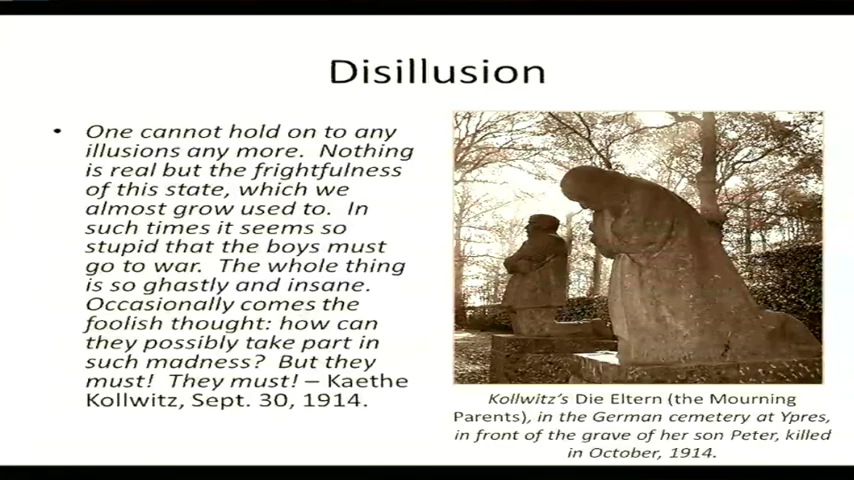 Disillusion
• One cannot hold on to any
illusions any more. Nothing
is real but the frightfulness
of this state, which we
almost grow used to. In
such times it seems so
stupid that the boys must
go to war. The whole thing
is so ghastly and insane.
Occasionally comes the
foolish thought: how can
they possibly take part in
such madness? But they
must! They must! – Kaethe
Kollwitz, Sept. 30, 1914.
Kollwitz's Die Eltern (the Mourning
Parents), in the German cemetery at Ypres,
in front of the grave of her son Peter, killed
in October, 1914.